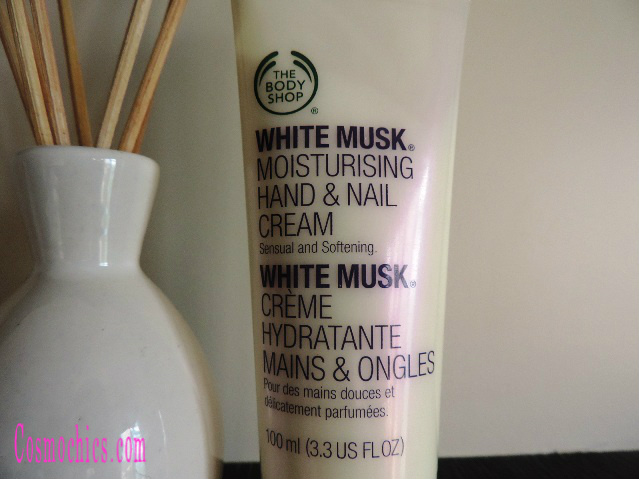 THE
BODY
SHOP
®
WHITE MUSK®
MOISTURISING
HAND & NAIL
CREAM
Sensual and Softening.
WHITE MUSK®
CRÈME
HYDRATANTE
MAINS & ONGLES
Pour des mains douces et
délicatement parfumées.
100 ml (3.3 US FL OZ)
Cosmochics.com